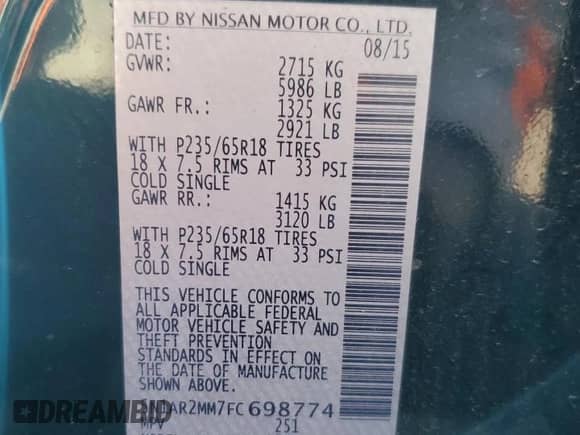 MFD BY NISSAN MOTOR CO., LTD.
DATE: 08/15
GVWR: 2715 KG
5986 LB
GAWR FR.: 1325 KG
2921 LB
WITH P235/65R18 TIRES
18 X 7.5 RIMS AT 33 PSI
COLD SINGLE
GAWR RR.: 1415 KG
3120 LB
WITH P235/65R18 TIRES
18 X 7.5 RIMS AT 33 PSI
COLD SINGLE
THIS VEHICLE CONFORMS TO
ALL APPLICABLE FEDERAL
MOTOR VEHICLE SAFETY AND
THEFT PREVENTION
STANDARDS IN EFFECT ON
THE DATE OF MANUFACTURE
SHOWN ABOVE.
5N1AR2MM7FC698774
MPV 251
DREAMBID